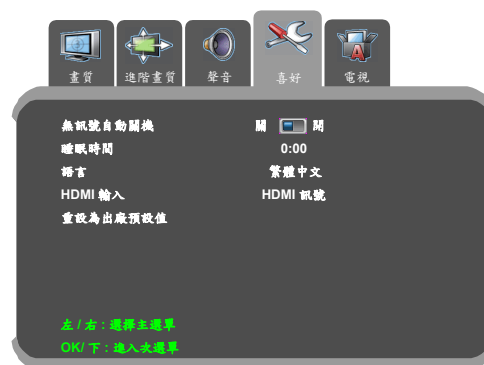 畫質 進階畫質 聲音 喜好 電視
A
無訊號自動關機 關 開
睡眠時間 0:00
語言 繁體中文
HDMI 輸入 HDMI 訊號
重設為出廠預設值
左 / 右 : 選擇主選單
OK/ 下 : 進入次選單